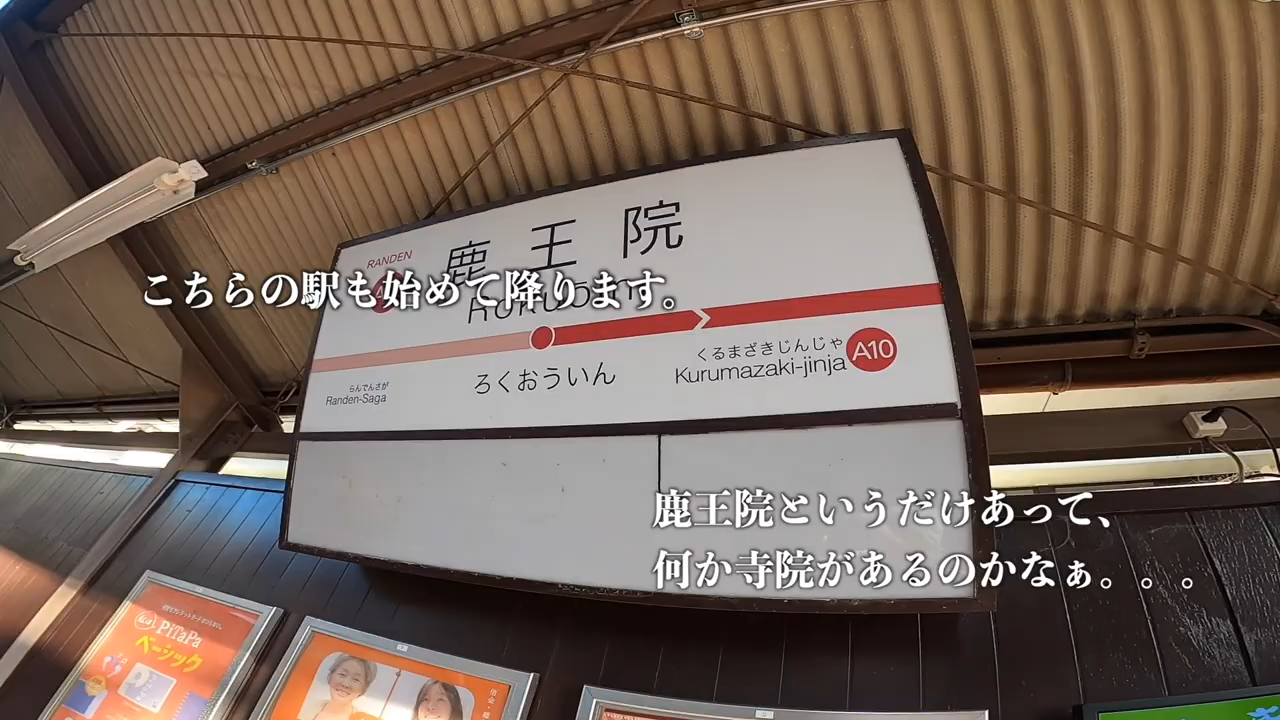 RANDEN
鹿王院
こちらの駅も始めて降ります。
ろくおういん
くるまざきじんじゃ
Kurumazaki-jinja
A10
らんでんさが
Randen-Saga
鹿王院というだけあって、
何か寺院があるのかなぁ。。。
PiTaPa
ベーシック